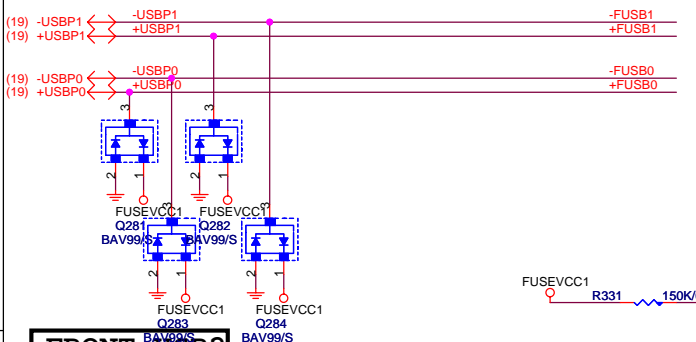 (19) -USBP1 -USBP1 -FUSB1
(19) +USBP1 +USBP1 +FUSB1
(19) -USBP0 -USBP0 -FUSB0
(19) +USBP0 +USBP0 +FUSB0
3 3
2 1 2 1
FUSEVCC1 FUSEVCC1
Q281 Q282
BAV99/S BAV99/S
3 3
2 1 2 1
FUSEVCC1 FUSEVCC1
Q283 Q284
BAV99/S BAV99/S
FUSEVCC1
R331 150K/
FRONT